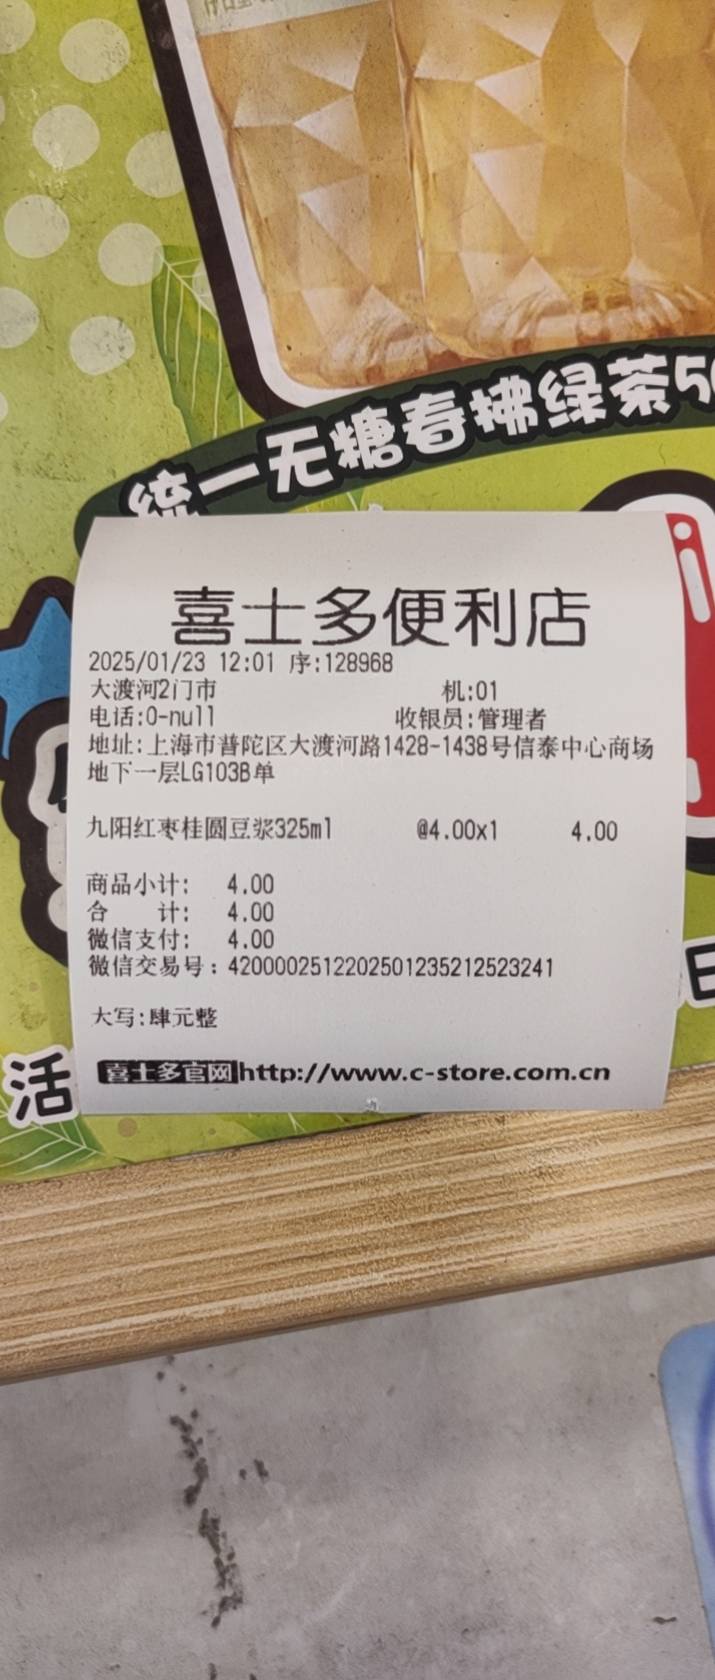 统一无糖春拂绿茶50
喜士多便利店
2025/01/23 12:01 序:128968
大渡河2门市 机:01
电话:0-null 收银员:管理者
地址:上海市普陀区大渡河路1428-1438号信泰中心商场
地下一层LG103B单
九阳红枣桂圆豆浆325ml @4.00x1 4.00
商品小计: 4.00
合 计: 4.00
微信支付: 4.00
微信交易号:4200002512202501235212523241
大写:肆元整
喜士多官网http://www.c-store.com.cn
活